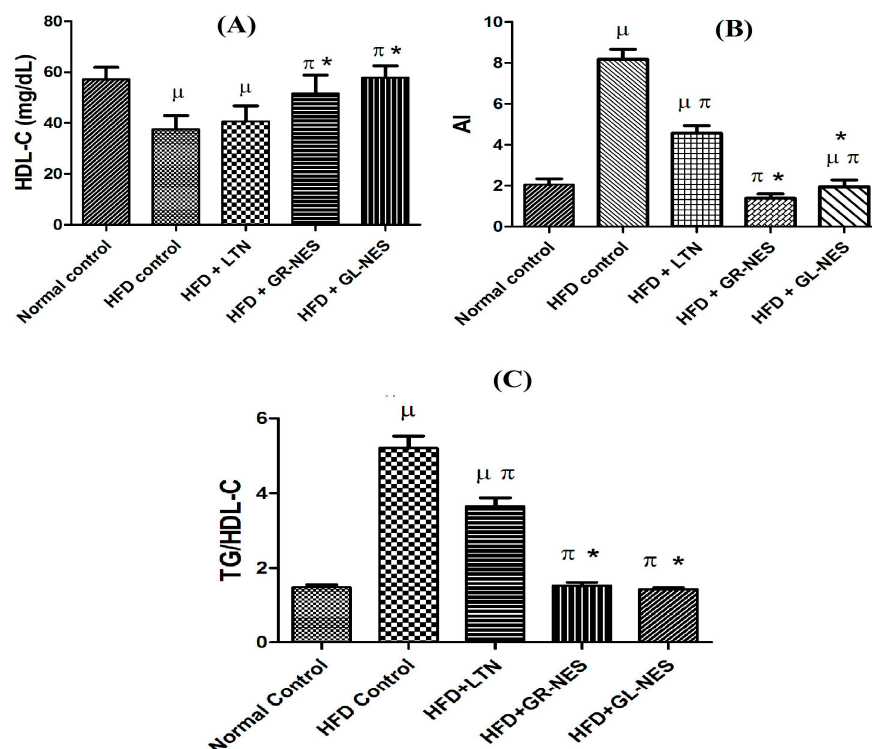 (A)
HDL-C (mg/dL)
80
60
40
20
0
μ
μ
π *
π *
Normal control
HFD control
HFD + LTN
HFD + GR-NES
HFD + GL-NES
(B)
AI
10
8
6
4
2
0
μ
μ π
π *
*
μ π
Normal control
HFD control
HFD + LTN
HFD + GR-NES
HFD + GL-NES
(C)
TG/HDL-C
6
4
2
0
μ
μ π
π *
π *
Normal Control
HFD Control
HFD+LTN
HFD+GR-NES
HFD+GL-NES